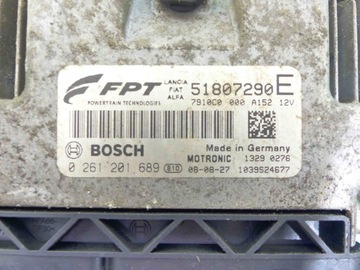 FPT
POWERTRAIN TECHNOLOGIES
LANCIA
FIAT
ALFA
51807290E
7910C0 000 A152 12V
BOSCH
Made in Germany
MOTRONIC 1329 0276
0 261 201 689 B1D 08-08-27 1039S24677